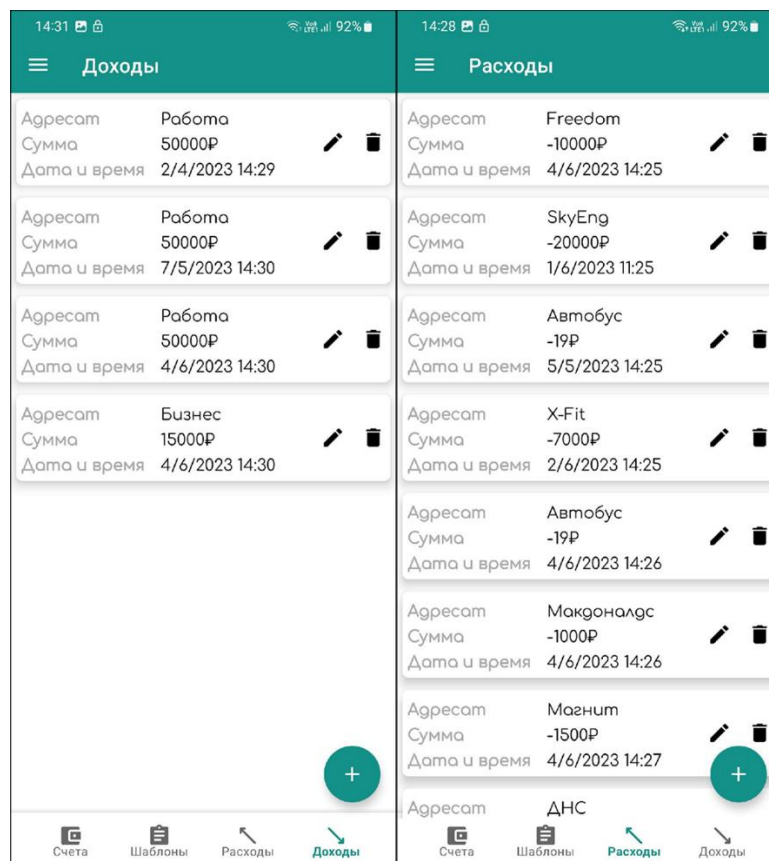 14:31 92%
Доходы
Адресат Работа
Сумма 50000₽
Дата и время 2/4/2023 14:29
Адресат Работа
Сумма 50000₽
Дата и время 7/5/2023 14:30
Адресат Работа
Сумма 50000₽
Дата и время 4/6/2023 14:30
Адресат Бизнес
Сумма 15000₽
Дата и время 4/6/2023 14:30
+
Счета Шаблоны Расходы Доходы
14:28 92%
Расходы
Адресат Freedom
Сумма -10000₽
Дата и время 4/6/2023 14:25
Адресат SkyEng
Сумма -20000₽
Дата и время 1/6/2023 11:25
Адресат Автобус
Сумма -19₽
Дата и время 5/5/2023 14:25
Адресат X-Fit
Сумма -7000₽
Дата и время 2/6/2023 14:25
Адресат Автобус
Сумма -19₽
Дата и время 4/6/2023 14:26
Адресат Макдоналдс
Сумма -1000₽
Дата и время 4/6/2023 14:26
Адресат Магнит
Сумма -1500₽
Дата и время 4/6/2023 14:27
+
Адресат ДНС
Счета Шаблоны Расходы Доходы